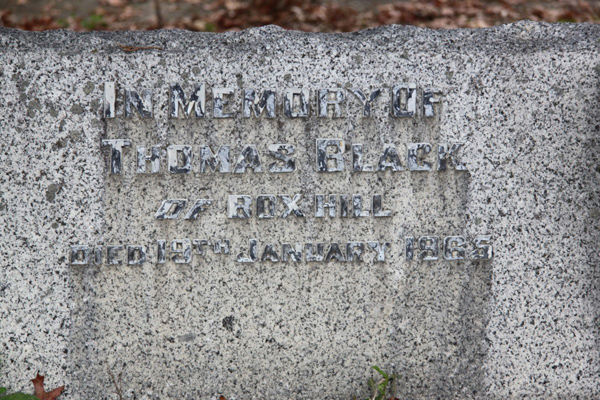 In Memory Of
Thomas Black
Of Roxhill
Died 19th January 1965